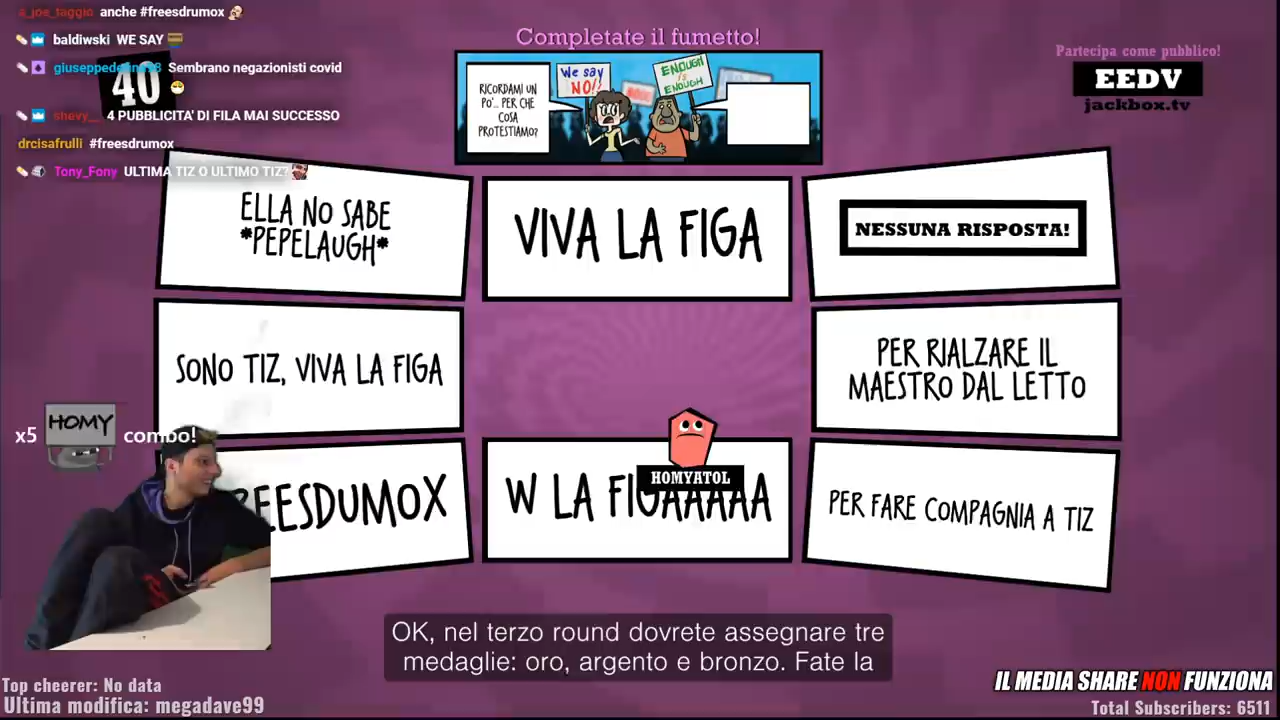 a_joe_taggio anche #freesdrumox
baldiwski WE SAY
Sembrano negazionisti covid
40
shevy__ 4 PUBBLICITA' DI FILA MAI SUCCESSO
drcisafrulli #freesdrumox
Tony_Fony ULTIMA TIZ O ULTIMO TIZ?
Completate il fumetto!
RICORDAMI UN
PO'... PER CHE
COSA
PROTESTIAMO?
We say
NO!!
ENOUGH
IS
ENOUGH
Partecipa come pubblico!
EEDV
jackbox.tv
ELLA NO SABE
*PEPELAUGH*
VIVA LA FIGA
NESSUNA RISPOSTA!
SONO TIZ, VIVA LA FIGA
PER RIALZARE IL
MAESTRO DAL LETTO
x5 HOMY combo!
REESDUMOX
W LA FIGAAAAA
HOMYATOL
PER FARE COMPAGNIA A TIZ
OK, nel terzo round dovrete assegnare tre
medaglie: oro, argento e bronzo. Fate la
Top cheerer: No data
Ultima modifica: megadave99
IL MEDIA SHARE NON FUNZIONA
Total Subscribers: 6511